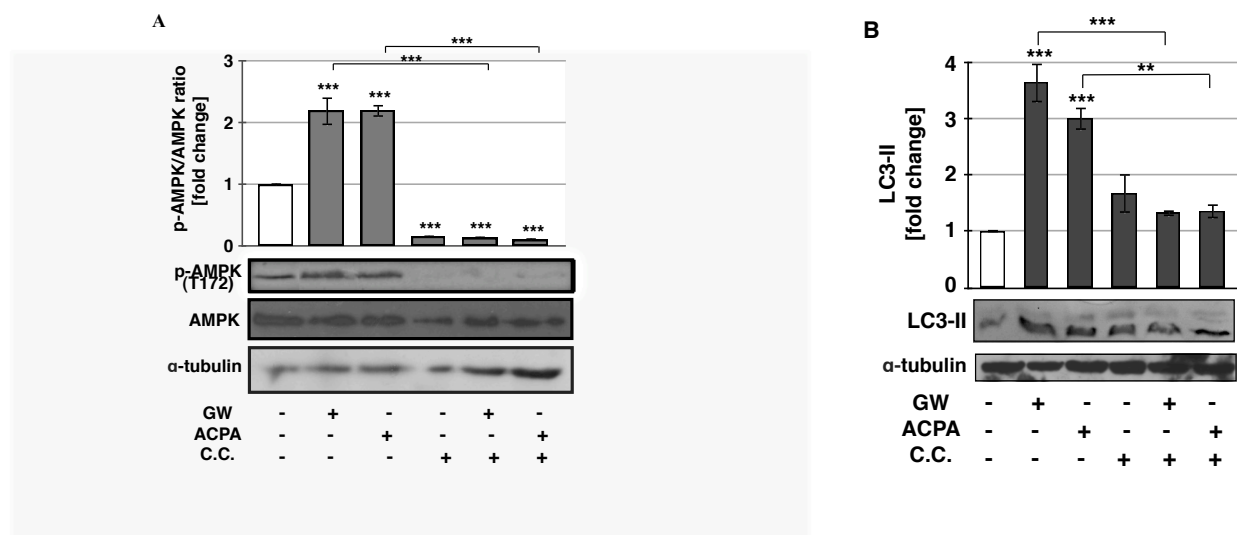 A
***
***
3
***
***
2
1
***
***
***
0
p-AMPK/AMPK ratio
[fold change]
p-AMPK
(T172)
AMPK
α-tubulin
GW - + - - + -
ACPA - - + - - +
C.C. - - - + + +
B
***
***
**
4
***
3
2
1
0
LC3-II
[fold change]
LC3-II
α-tubulin
GW - + - - + -
ACPA - - + - - +
C.C. - - - + + +